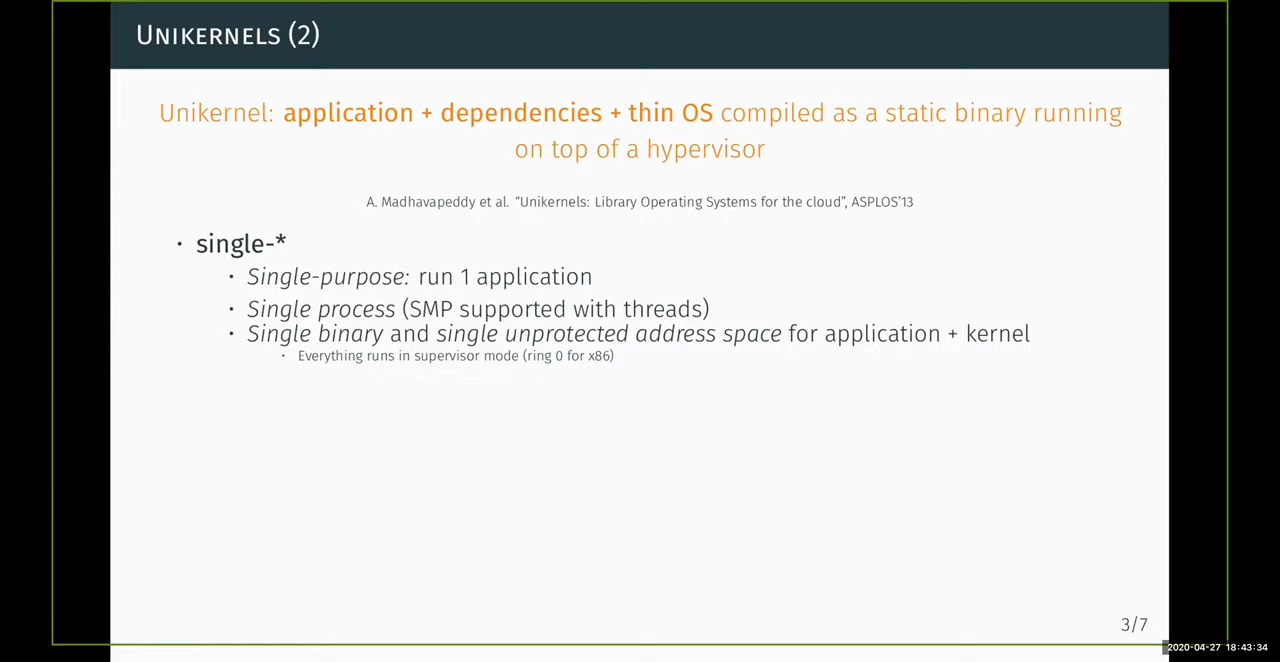 Unikernels (2)
Unikernel: application + dependencies + thin OS compiled as a static binary running
on top of a hypervisor
A. Madhavapeddy et al. “Unikernels: Library Operating Systems for the cloud”, ASPLOS’13
• single-*
• Single-purpose: run 1 application
• Single process (SMP supported with threads)
• Single binary and single unprotected address space for application + kernel
• Everything runs in supervisor mode (ring 0 for x86)
3/7
2020-04-27 18:43:34